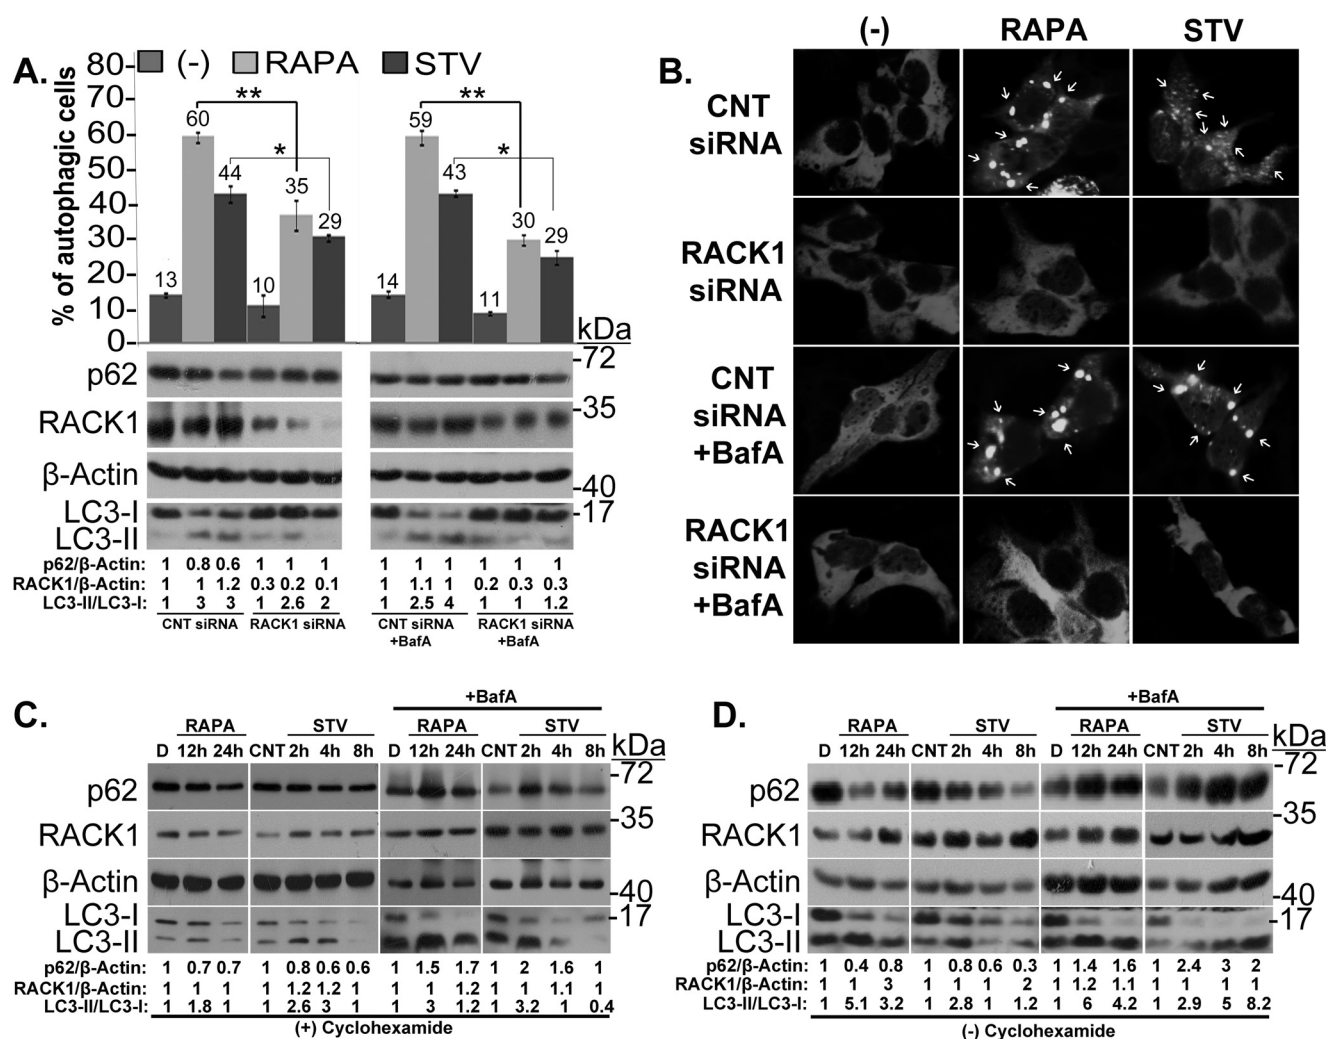 A.
(-) RAPA STV
% of autophagic cells
80
70
60
50
40
30
20
10
0
** **
* *
13 60 44 10 35 29
14 59 43 11 30 29
kDa
p62 -72
RACK1 -35
β-Actin -40
LC3-I -17
LC3-II
p62/β-Actin: 1 0.8 0.6 1 1 1 1 1 1 1 1 1
RACK1/β-Actin: 1 1 1.2 0.3 0.2 0.1 1 1.1 1 0.2 0.3 0.3
LC3-II/LC3-I: 1 3 3 1 2.6 2 1 2.5 4 1 1 1.2
CNT siRNA RACK1 siRNA CNT siRNA +BafA RACK1 siRNA +BafA
B.
(-) RAPA STV
CNT
siRNA
RACK1
siRNA
CNT
siRNA
+BafA
RACK1
siRNA
+BafA
C.
+BafA
RAPA STV RAPA STV
D 12h 24h CNT 2h 4h 8h D 12h 24h CNT 2h 4h 8h kDa
p62 -72
RACK1 -35
β-Actin -40
LC3-I -17
LC3-II
p62/β-Actin: 1 0.7 0.7 1 0.8 0.6 0.6 1 1.5 1.7 1 2 1.6 1
RACK1/β-Actin: 1 1 1 1 1.2 1.2 1 1 1 1.2 1 1 1.1 1
LC3-II/LC3-I: 1 1.8 1 1 2.6 3 1 1 3 1.2 1 3.2 1 0.4
(+) Cyclohexamide
D.
+BafA
RAPA STV RAPA STV
D 12h 24h CNT 2h 4h 8h D 12h 24h CNT 2h 4h 8h kDa
p62 -72
RACK1 -35
β-Actin -40
LC3-I -17
LC3-II
p62/β-Actin: 1 0.4 0.8 1 0.8 0.6 0.3 1 1.4 1.6 1 2.4 3 2
RACK1/β-Actin: 1 1 3 1 1 1 2 1 1.2 1.1 1 1 1 1
LC3-II/LC3-I: 1 5.1 3.2 1 2.8 1 1.2 1 6 4.2 1 2.9 5 8.2
(-) Cyclohexamide